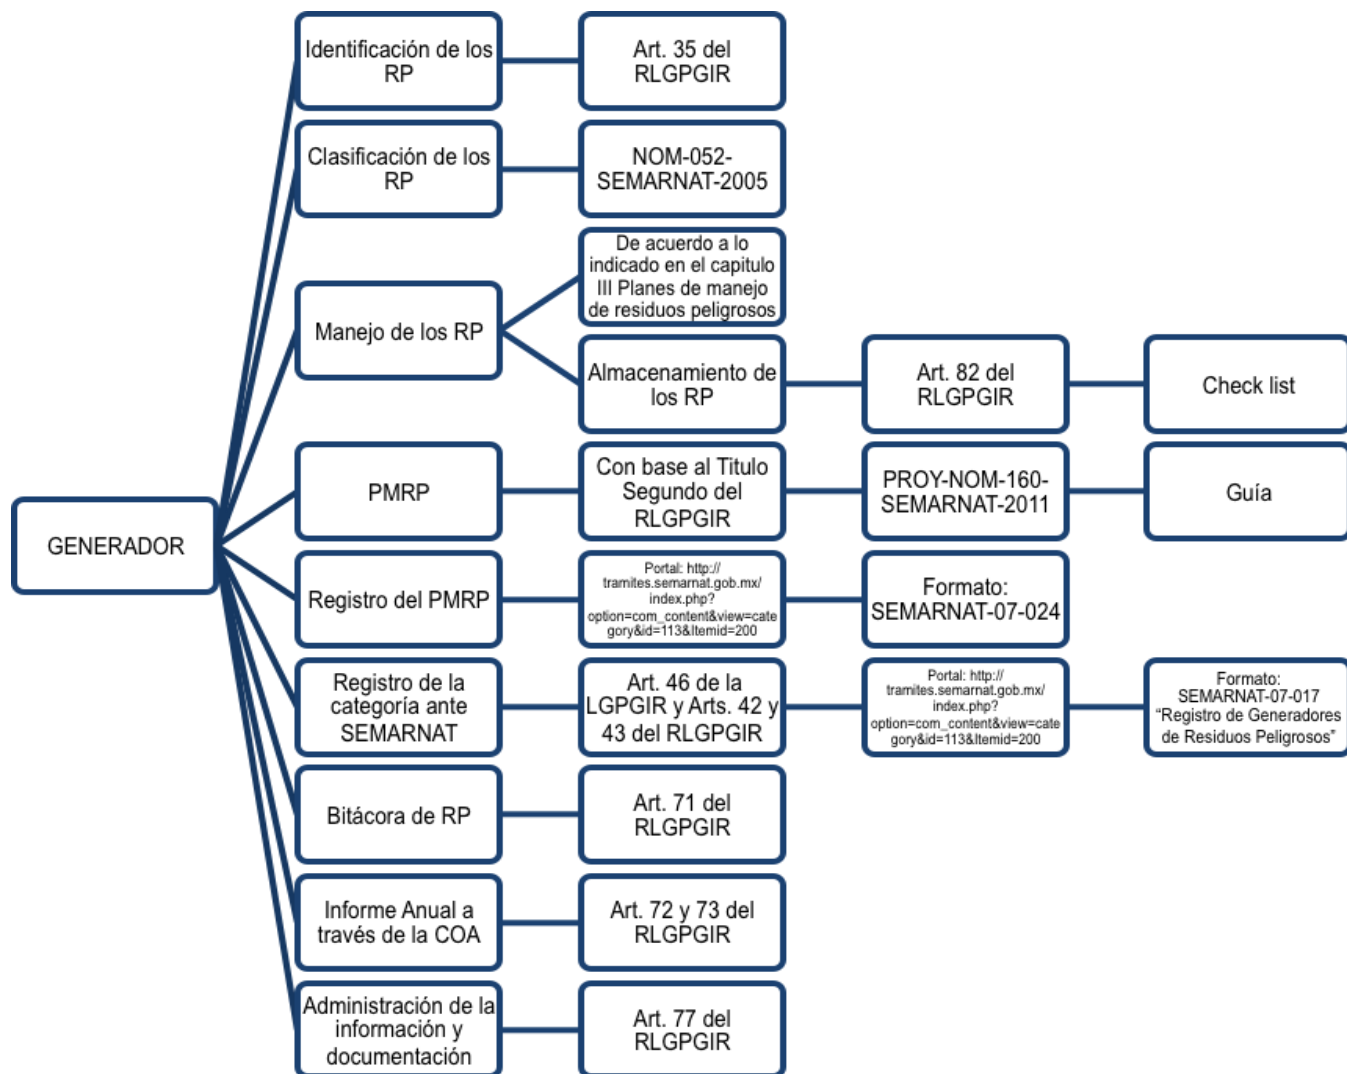 Identificación de los
RP
Art. 35 del
RLGPGIR
Clasificación de los
RP
NOM-052-
SEMARNAT-2005
De acuerdo a lo
indicado en el capitulo
III Planes de manejo
de residuos peligrosos
Manejo de los RP
Almacenamiento de
los RP
Art. 82 del
RLGPGIR
Check list
PMRP
Con base al Titulo
Segundo del
RLGPGIR
PROY-NOM-160-
SEMARNAT-2011
Guía
GENERADOR
Registro del PMRP
Portal: http://
tramites.semarnat.gob.mx/
index.php?
option=com_content&view=cate
gory&id=113&Itemid=200
Formato:
SEMARNAT-07-024
Registro de la
categoría ante
SEMARNAT
Art. 46 de la
LGPGIR y Arts. 42 y
43 del RLGPGIR
Portal: http://
tramites.semarnat.gob.mx/
index.php?
option=com_content&view=cate
gory&id=113&Itemid=200
Formato:
SEMARNAT-07-017
“Registro de Generadores
de Residuos Peligrosos”
Bitácora de RP
Art. 71 del
RLGPGIR
Informe Anual a
través de la COA
Art. 72 y 73 del
RLGPGIR
Administración de la
información y
documentación
Art. 77 del
RLGPGIR